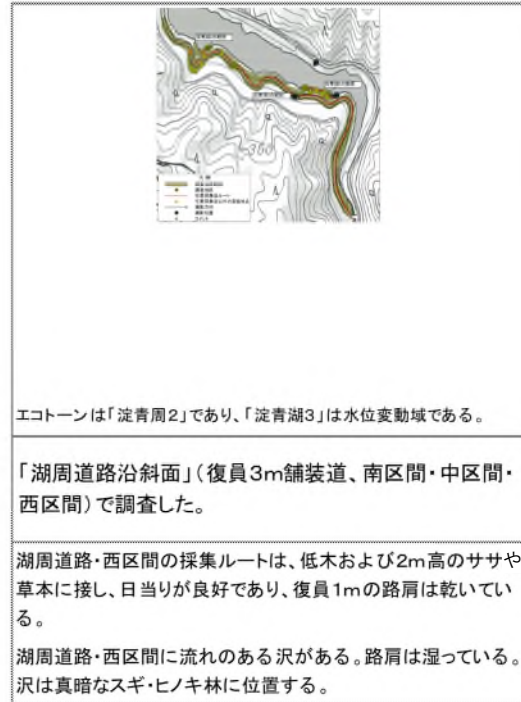 300
エコトーンは「淀青周2」であり、「淀青湖3」は水位変動域である。
「湖周道路沿斜面」（復員3m舗装道、南区間・中区間・
西区間）で調査した。
湖周道路・西区間の採集ルートは、低木および2m高のササや
草本に接し、日当りが良好であり、復員1mの路肩は乾いてい
る。
湖周道路・西区間に流れのある沢がある。路肩は湿っている。
沢は真暗なスギ・ヒノキ林に位置する。